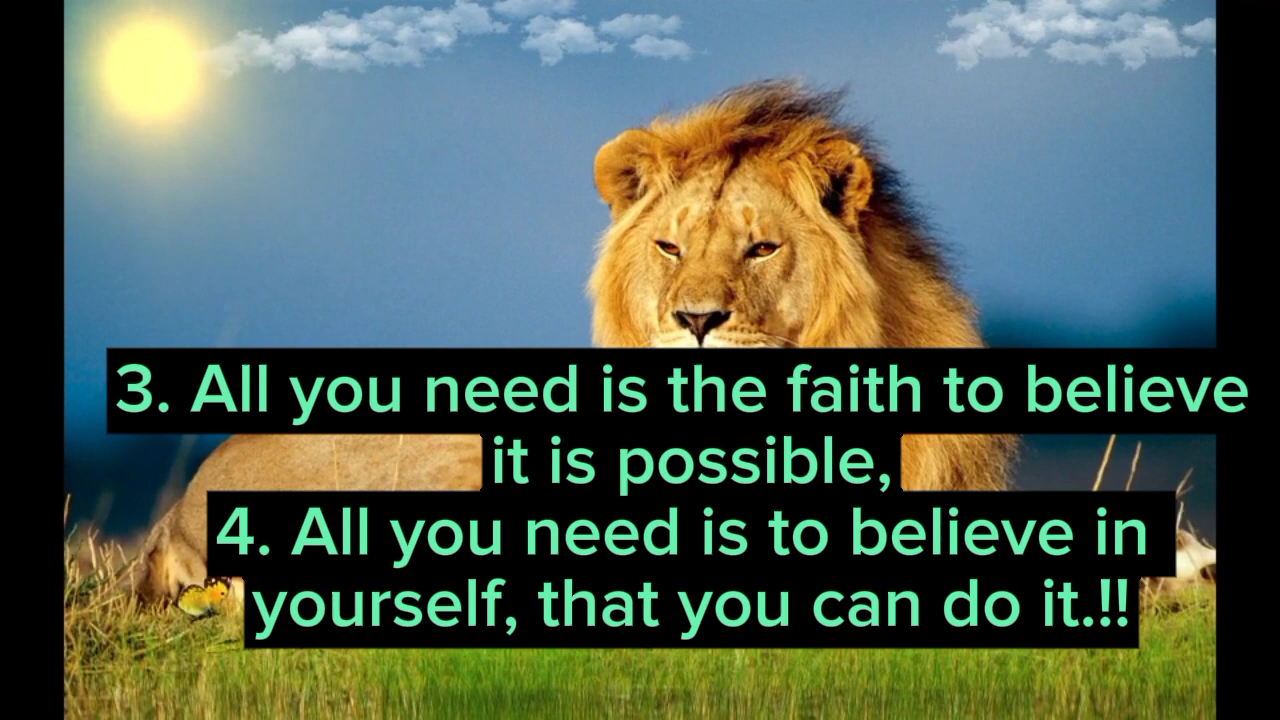 3. All you need is the faith to believe
it is possible,
4. All you need is to believe in
yourself, that you can do it.!!